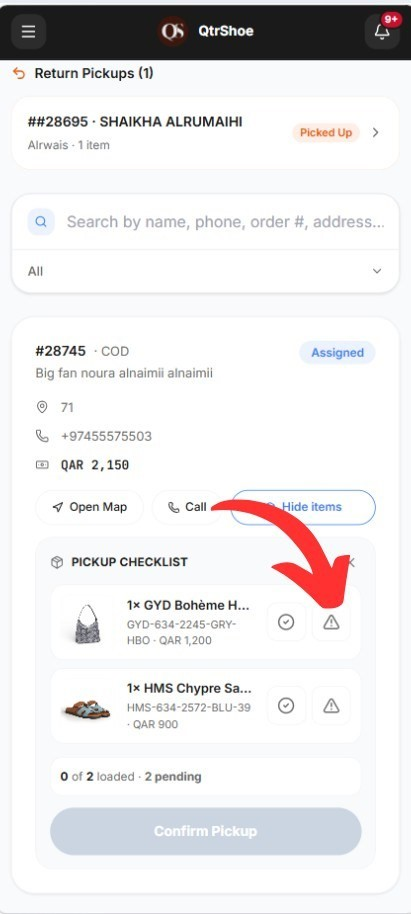 QS QtrShoe 9+
Return Pickups (1)
##28695 · SHAIKHA ALRUMAIHI
Picked Up
Alrwais · 1 item
Search by name, phone, order #, address...
All
#28745 · COD
Assigned
Big fan noura alnaimii alnaimii
71
+97455575503
QAR 2,150
Open Map Call Hide items
PICKUP CHECKLIST
1× GYD Bohème H...
GYD-634-2245-GRY-
HBO · QAR 1,200
1× HMS Chypre Sa...
HMS-634-2572-BLU-39
· QAR 900
0 of 2 loaded · 2 pending
Confirm Pickup